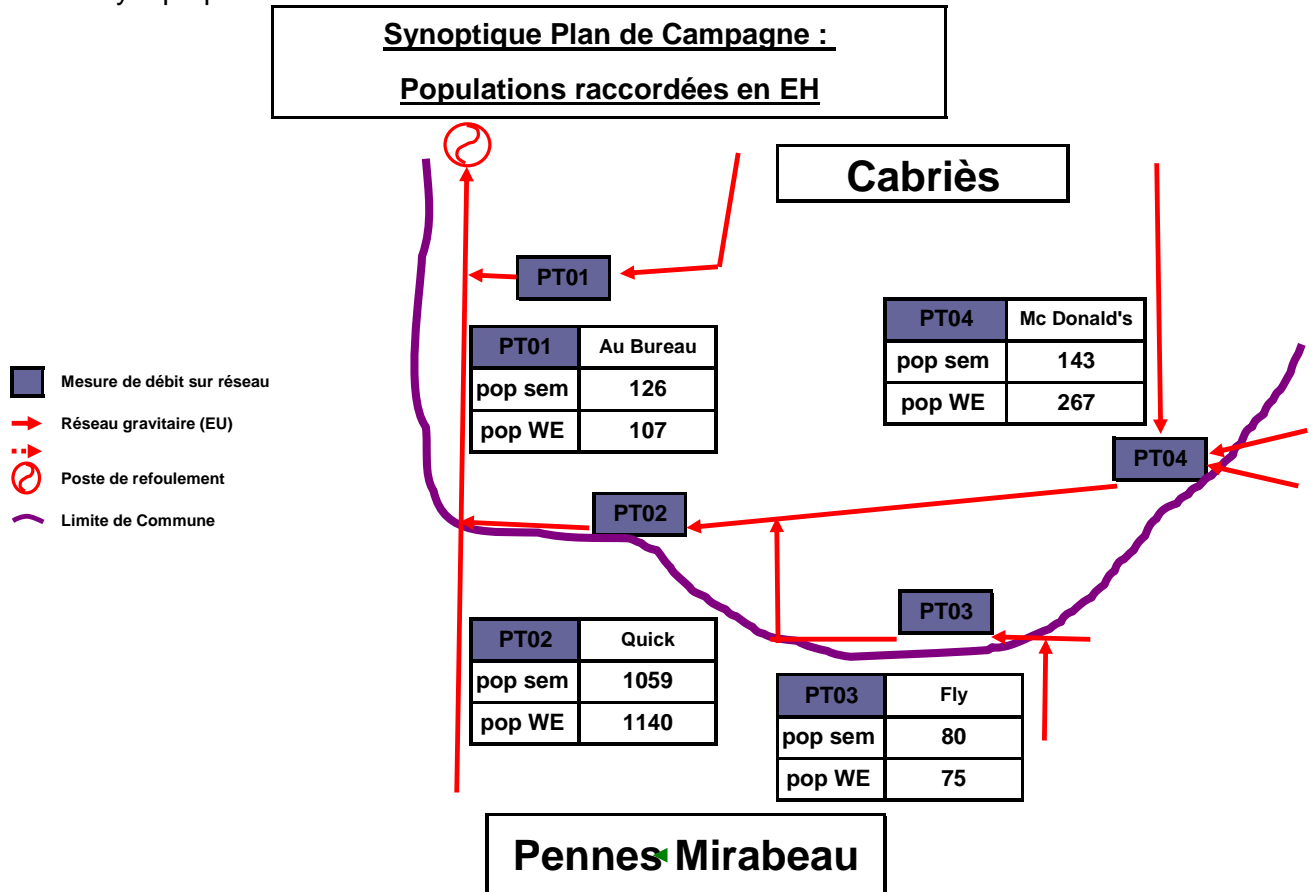 Synoptique Plan de Campagne :
Populations raccordées en EH
Cabriès
PT01
PT04 Mc Donald's
pop sem 143
pop WE 267
PT01 Au Bureau
pop sem 126
pop WE 107
Mesure de débit sur réseau
Réseau gravitaire (EU)
Poste de refoulement
Limite de Commune
PT04
PT02
PT03
PT02 Quick
pop sem 1059
pop WE 1140
PT03 Fly
pop sem 80
pop WE 75
Pennes Mirabeau